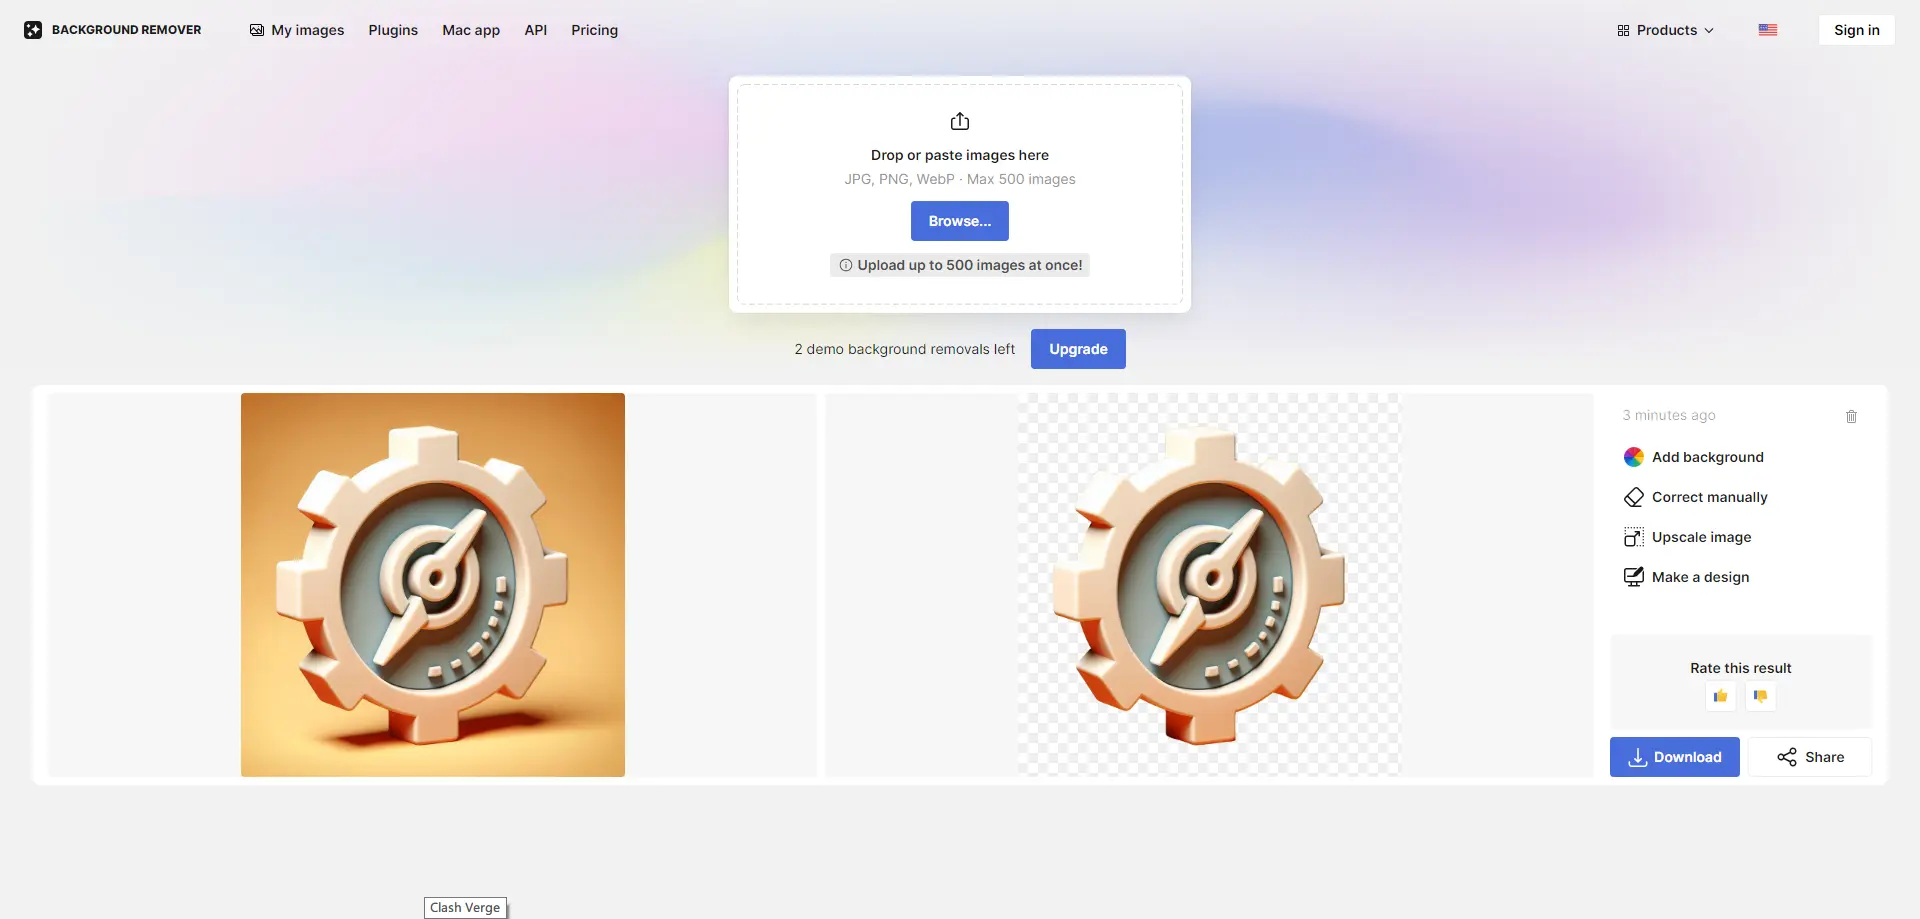 BACKGROUND REMOVER
My images
Plugins
Mac app
API
Pricing
Products
Sign in
Drop or paste images here
JPG, PNG, WebP · Max 500 images
Browse...
Upload up to 500 images at once!
2 demo background removals left
Upgrade
3 minutes ago
Add background
Correct manually
Upscale image
Make a design
Rate this result
Download
Share
Clash Verge